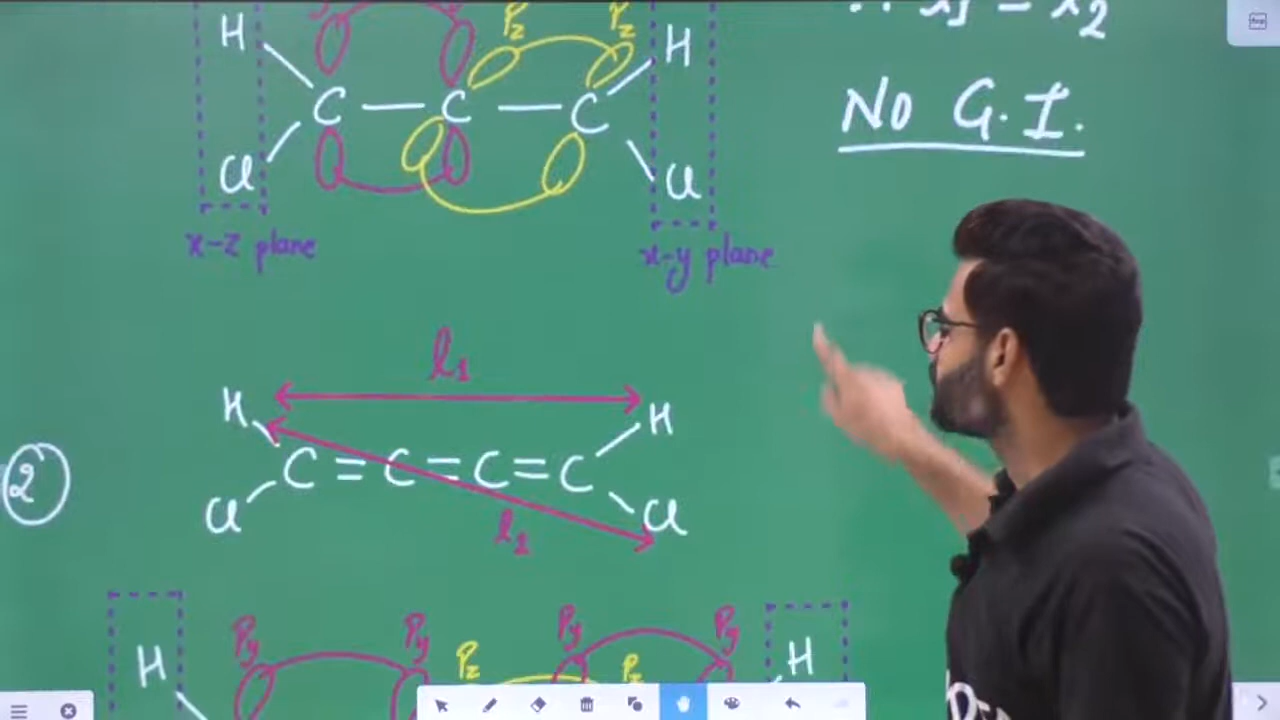 Pz Pz
H C — C — C H
Cl Cl
x-z plane
x-y plane
No G.I.
l1
H H
2 C = C = C = C
Cl Cl
l2
Py Py Py Py
Pz Pz
H H